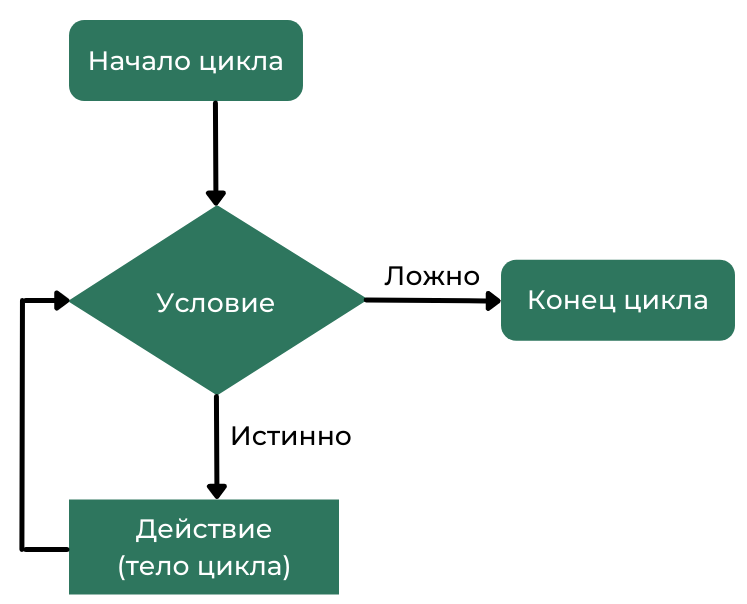 Начало цикла
Условие
Ложно
Конец цикла
Истинно
Действие
(тело цикла)